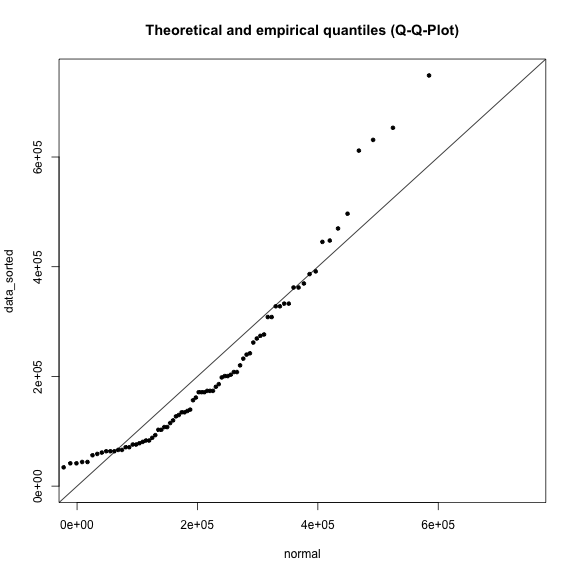 Theoretical and empirical quantiles (Q-Q-Plot)
6e+05
4e+05
2e+05
0e+00
data_sorted
0e+00 2e+05 4e+05 6e+05
normal